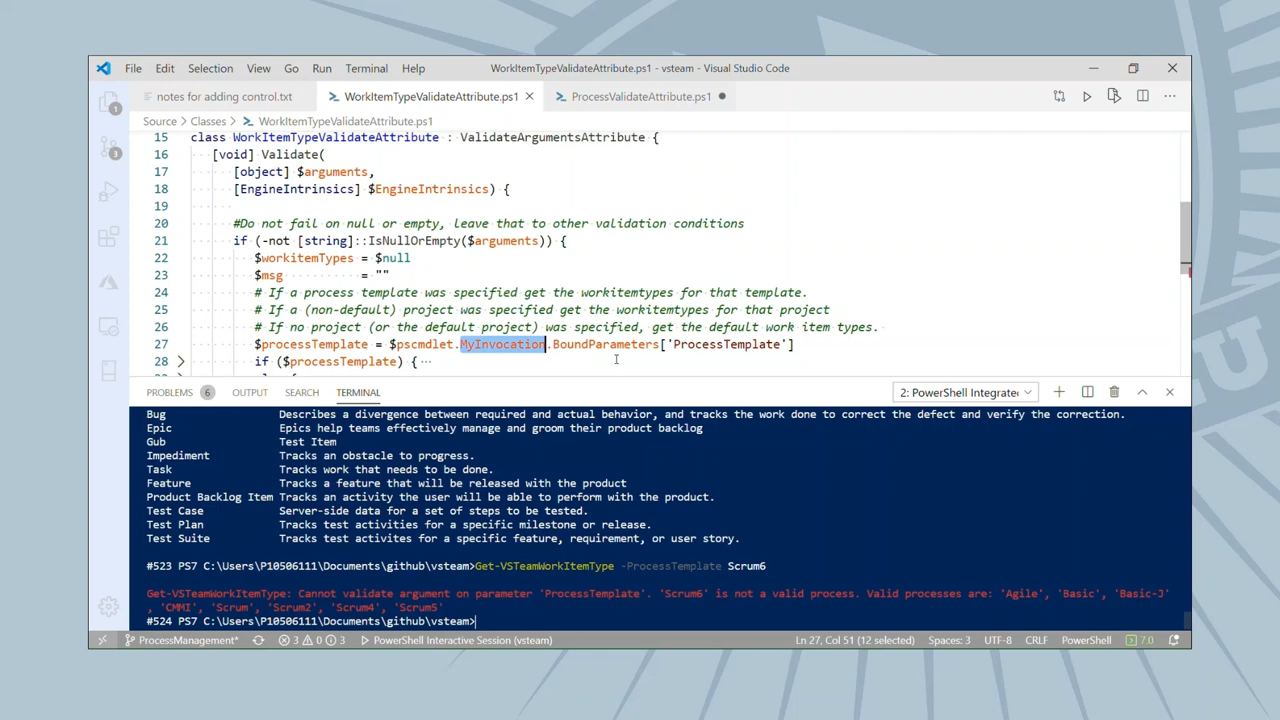 File Edit Selection View Go Run Terminal Help WorkItemTypeValidateAttribute.ps1 - vsteam - Visual Studio Code
1 notes for adding control.txt WorkItemTypeValidateAttribute.ps1 ProcessValidateAttribute.ps1
Source > Classes > WorkItemTypeValidateAttribute.ps1
3
15 class WorkItemTypeValidateAttribute : ValidateArgumentsAttribute {
16 [void] Validate(
17 [object] $arguments,
18 [EngineIntrinsics] $EngineIntrinsics) {
19
20 #Do not fail on null or empty, leave that to other validation conditions
21 if (-not [string]::IsNullOrEmpty($arguments)) {
22 $workitemTypes = $null
23 $msg = ""
24 # If a process template was specified get the workitemtypes for that template.
25 # If a (non-default) project was specified get the workitemtypes for that project
26 # If no project (or the default project) was specified, get the default work item types.
27 $processTemplate = $pscmdlet.MyInvocation.BoundParameters['ProcessTemplate']
28 if ($processTemplate) { ...
PROBLEMS 6 OUTPUT SEARCH TERMINAL 2: PowerShell Integrated
Bug Describes a divergence between required and actual behavior, and tracks the work done to correct the defect and verify the correction.
Epic Epics help teams effectively manage and groom their product backlog
Gub Test Item
Impediment Tracks an obstacle to progress.
Task Tracks work that needs to be done.
Feature Tracks a feature that will be released with the product
Product Backlog Item Tracks an activity the user will be able to perform with the product.
Test Case Server-side data for a set of steps to be tested.
Test Plan Tracks test activities for a specific milestone or release.
Test Suite Tracks test activites for a specific feature, requirement, or user story.
#523 PS7 C:\Users\P10506111\Documents\github\vsteam>Get-VSTeamWorkItemType -ProcessTemplate Scrum6
Get-VSTeamWorkItemType: Cannot validate argument on parameter 'ProcessTemplate'. 'Scrum6' is not a valid process. Valid processes are: 'Agile', 'Basic', 'Basic-J'
, 'CMMI', 'Scrum', 'Scrum2', 'Scrum4', 'Scrum5'
#524 PS7 C:\Users\P10506111\Documents\github\vsteam>
ProcessManagement* 3 0 3 PowerShell Interactive Session (vsteam) Ln 27, Col 51 (12 selected) Spaces: 3 UTF-8 CRLF PowerShell 7.0